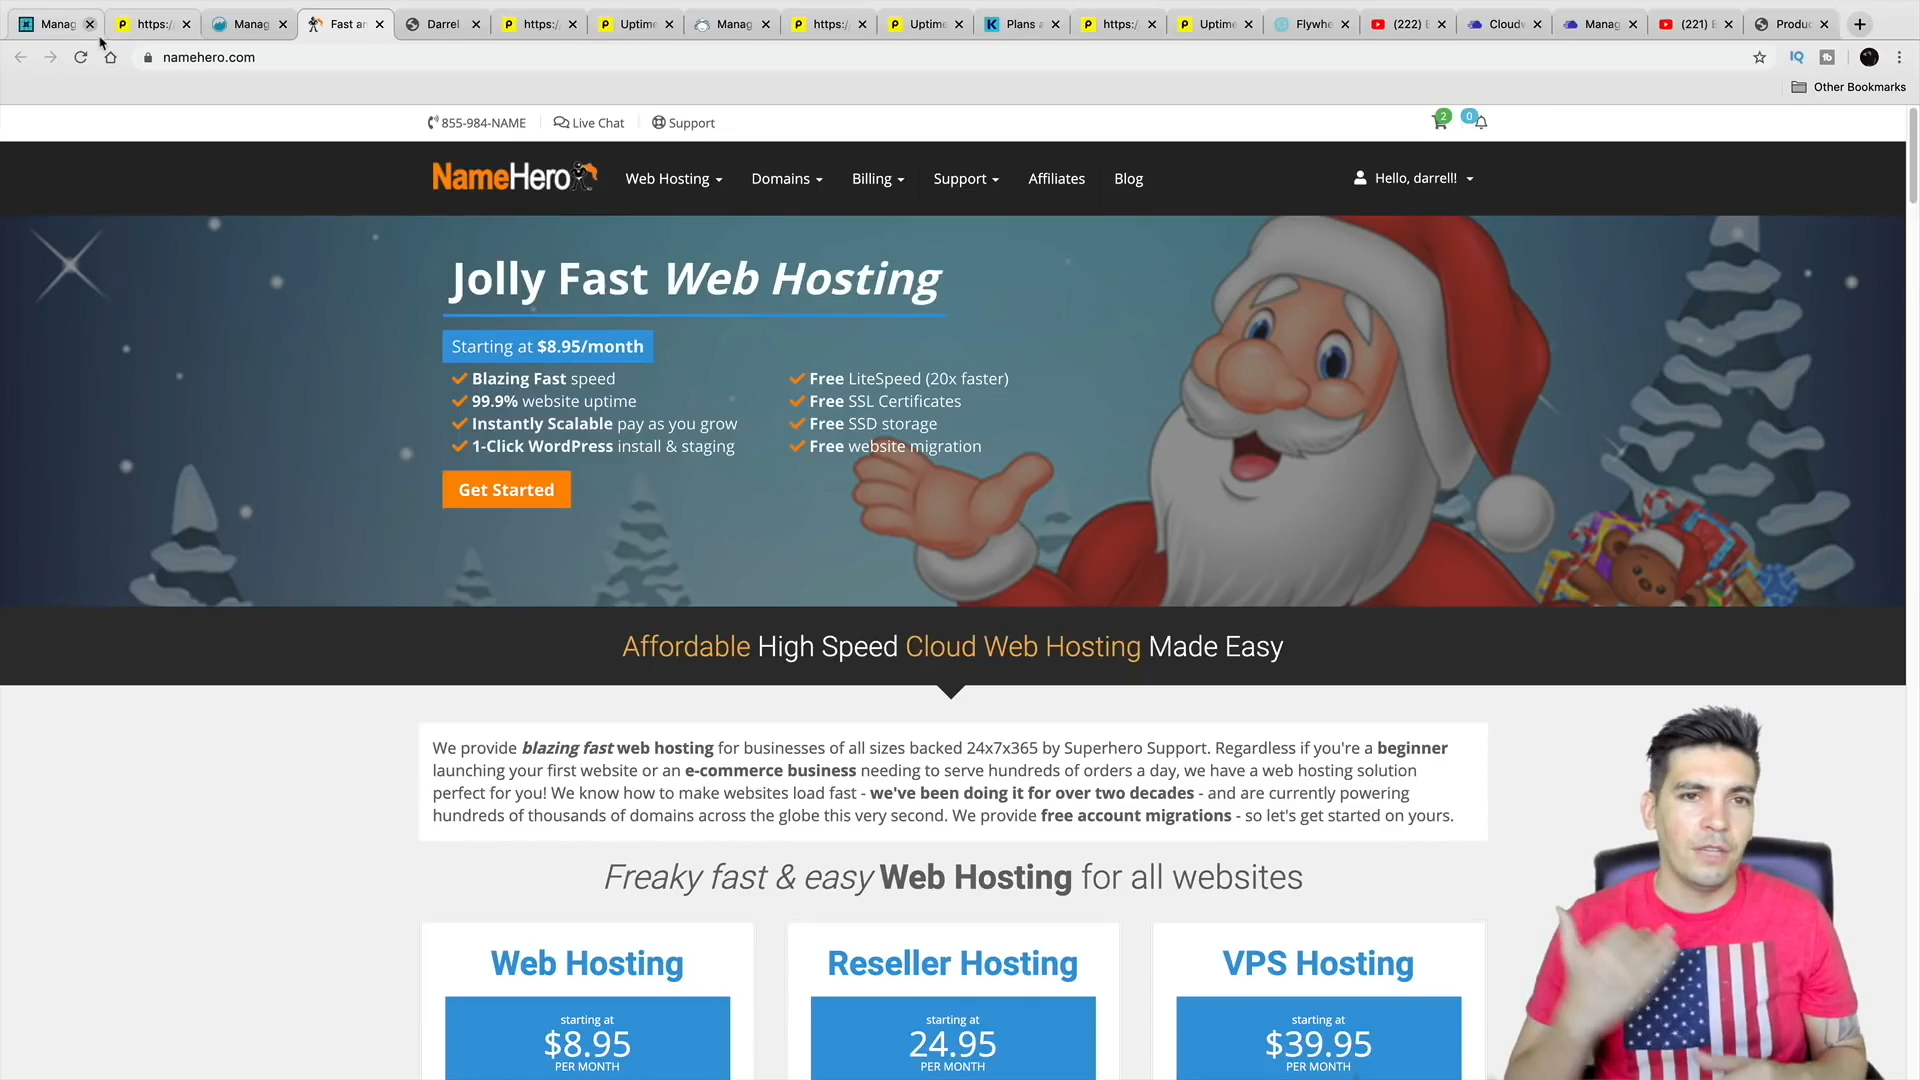 Manag
https:/
Manag
Fast an
Darrel
https:/
Uptime
Manag
https:/
Uptime
Plans a
https:/
Uptime
Flywhe
(222) E
Cloudw
Manag
(221) E
Produc
namehero.com
IQ
Other Bookmarks
855-984-NAME
Live Chat
Support
2
0
NameHero
Web Hosting
Domains
Billing
Support
Affiliates
Blog
Hello, darrell!
Jolly Fast Web Hosting
Starting at $8.95/month
Blazing Fast speed
99.9% website uptime
Instantly Scalable pay as you grow
1-Click WordPress install & staging
Free LiteSpeed (20x faster)
Free SSL Certificates
Free SSD storage
Free website migration
Get Started
Affordable High Speed Cloud Web Hosting Made Easy
We provide blazing fast web hosting for businesses of all sizes backed 24x7x365 by Superhero Support. Regardless if you're a beginner
launching your first website or an e-commerce business needing to serve hundreds of orders a day, we have a web hosting solution
perfect for you! We know how to make websites load fast - we've been doing it for over two decades - and are currently powering
hundreds of thousands of domains across the globe this very second. We provide free account migrations - so let's get started on yours.
Freaky fast & easy Web Hosting for all websites
Web Hosting
starting at
$8.95
PER MONTH
Reseller Hosting
starting at
24.95
PER MONTH
VPS Hosting
starting at
$39.95
PER MONTH